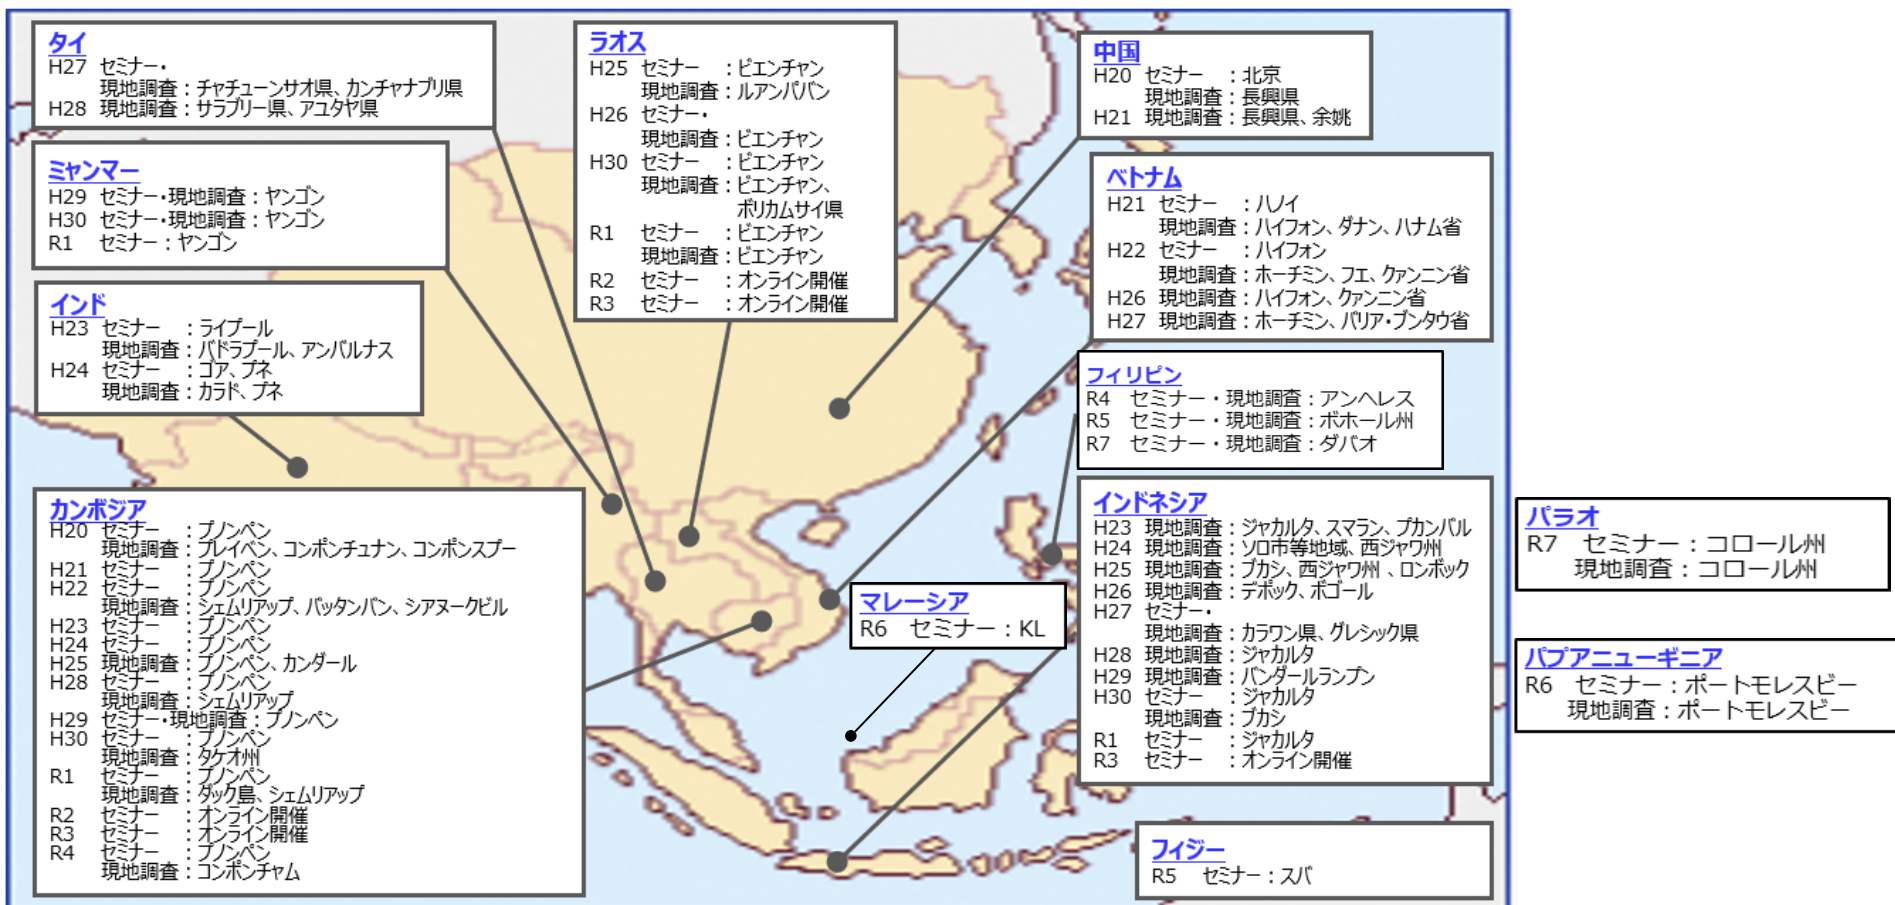 タイ
H27 セミナー・
現地調査：チャチューンサオ県、カンチャナブリ県
H28 現地調査：サラブリー県、アユタヤ県
ミャンマー
H29 セミナー・現地調査：ヤンゴン
H30 セミナー・現地調査：ヤンゴン
R1 セミナー：ヤンゴン
インド
H23 セミナー ：ライプール
現地調査：バドラプール、アンバルナス
H24 セミナー ：ゴア、プネ
現地調査：カラド、プネ
カンボジア
H20 セミナー ：プノンペン
現地調査：プレイベン、コンポンチュナン、コンポンスプー
H21 セミナー ：プノンペン
H22 セミナー ：プノンペン
現地調査：シェムリアップ、バッタンバン、シアヌークビル
H23 セミナー ：プノンペン
H24 セミナー ：プノンペン
H25 現地調査：プノンペン、カンダール
H28 セミナー ：プノンペン
現地調査：シェムリアップ
H29 セミナー・現地調査：プノンペン
H30 セミナー ：プノンペン
現地調査：タケオ州
R1 セミナー ：プノンペン
現地調査：ダック島、シェムリアップ
R2 セミナー ：オンライン開催
R3 セミナー ：オンライン開催
R4 セミナー ：プノンペン
現地調査：コンポンチャム
ラオス
H25 セミナー ：ビエンチャン
現地調査：ルアンパバン
H26 セミナー・
現地調査：ビエンチャン
H30 セミナー ：ビエンチャン
現地調査：ビエンチャン、
ボリカムサイ県
R1 セミナー ：ビエンチャン
現地調査：ビエンチャン
R2 セミナー ：オンライン開催
R3 セミナー ：オンライン開催
中国
H20 セミナー ：北京
現地調査：長興県
H21 現地調査：長興県、余姚
ベトナム
H21 セミナー ：ハノイ
現地調査：ハイフォン、ダナン、ハナム省
H22 セミナー ：ハイフォン
現地調査：ホーチミン、フエ、クァンニン省
H26 現地調査：ハイフォン、クァンニン省
H27 現地調査：ホーチミン、バリア・ブンタウ省
フィリピン
R4 セミナー・現地調査：アンヘレス
R5 セミナー・現地調査：ボホール州
R7 セミナー・現地調査：ダバオ
マレーシア
R6 セミナー：KL
インドネシア
H23 現地調査：ジャカルタ、スマラン、プカンバル
H24 現地調査：ソロ市等地域、西ジャワ州
H25 現地調査：ブカシ、西ジャワ州、ロンボック
H26 現地調査：デポック、ボゴール
H27 セミナー・
現地調査：カラワン県、グレシック県
H28 現地調査：ジャカルタ
H29 現地調査：バンダールランプン
H30 セミナー ：ジャカルタ
現地調査：ブカシ
R1 セミナー ：ジャカルタ
R3 セミナー ：オンライン開催
フィジー
R5 セミナー：スバ
パラオ
R7 セミナー：コロール州
現地調査：コロール州
パプアニューギニア
R6 セミナー：ポートモレスビー
現地調査：ポートモレスビー